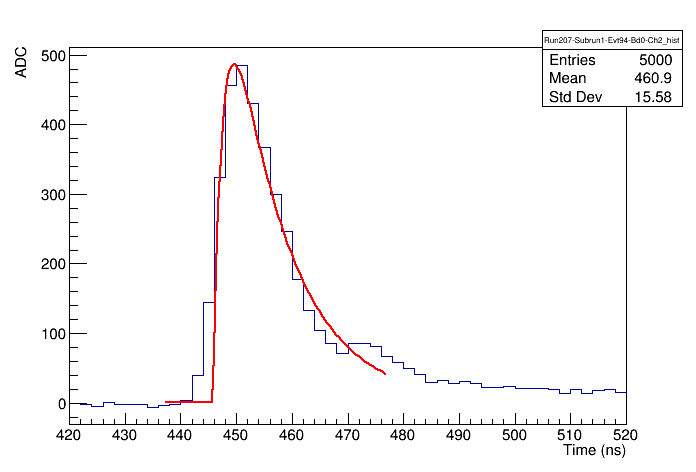 Run207-Subrun1-Evt94-Bd0-Ch2_hist
Entries 5000
Mean 460.9
Std Dev 15.58
ADC
500
400
300
200
100
0
420 430 440 450 460 470 480 490 500 510 520
Time (ns)